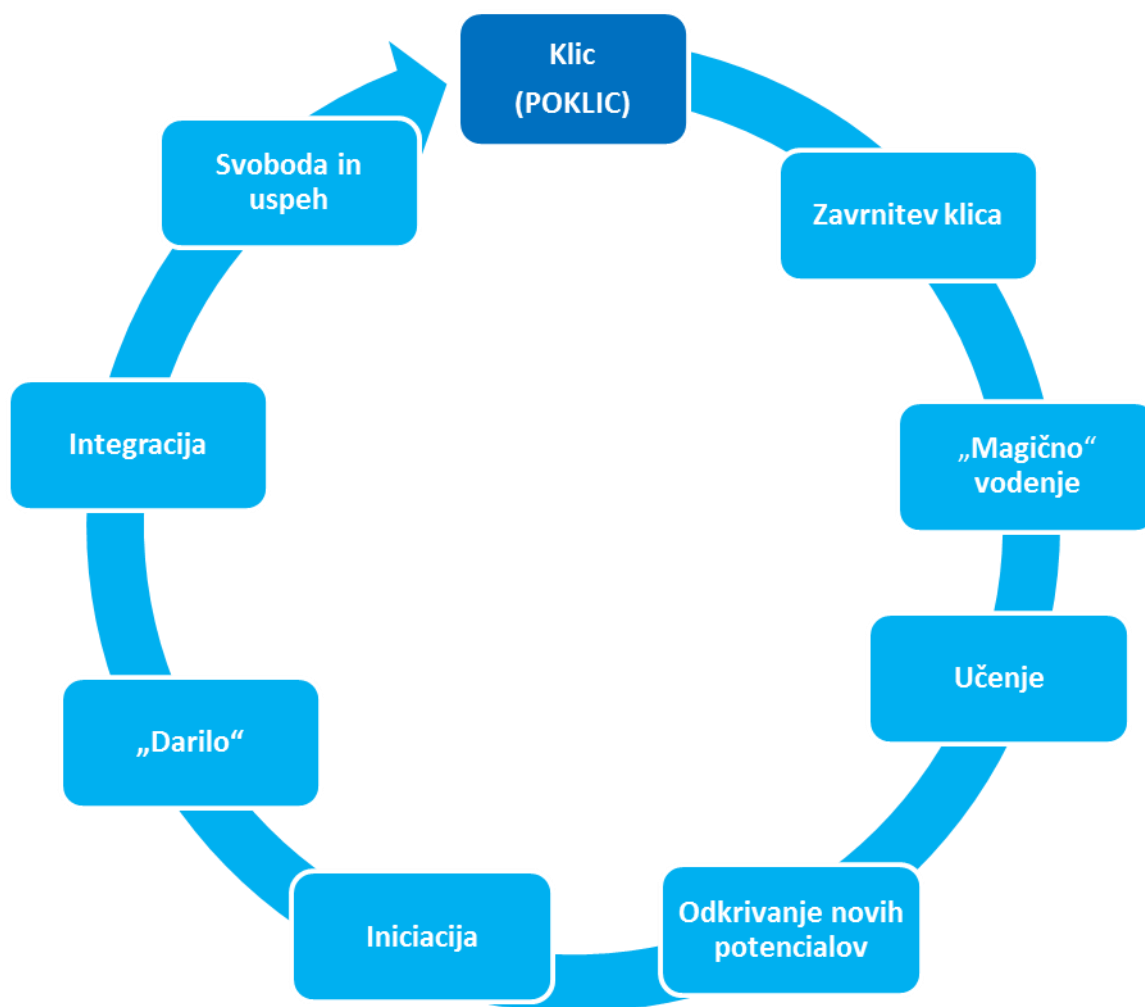 Klic
(POKLIC)
Zavrnitev klica
„Magično“
vodenje
Učenje
Odkrivanje novih
potencialov
Iniciacija
„Darilo“
Integracija
Svoboda in
uspeh